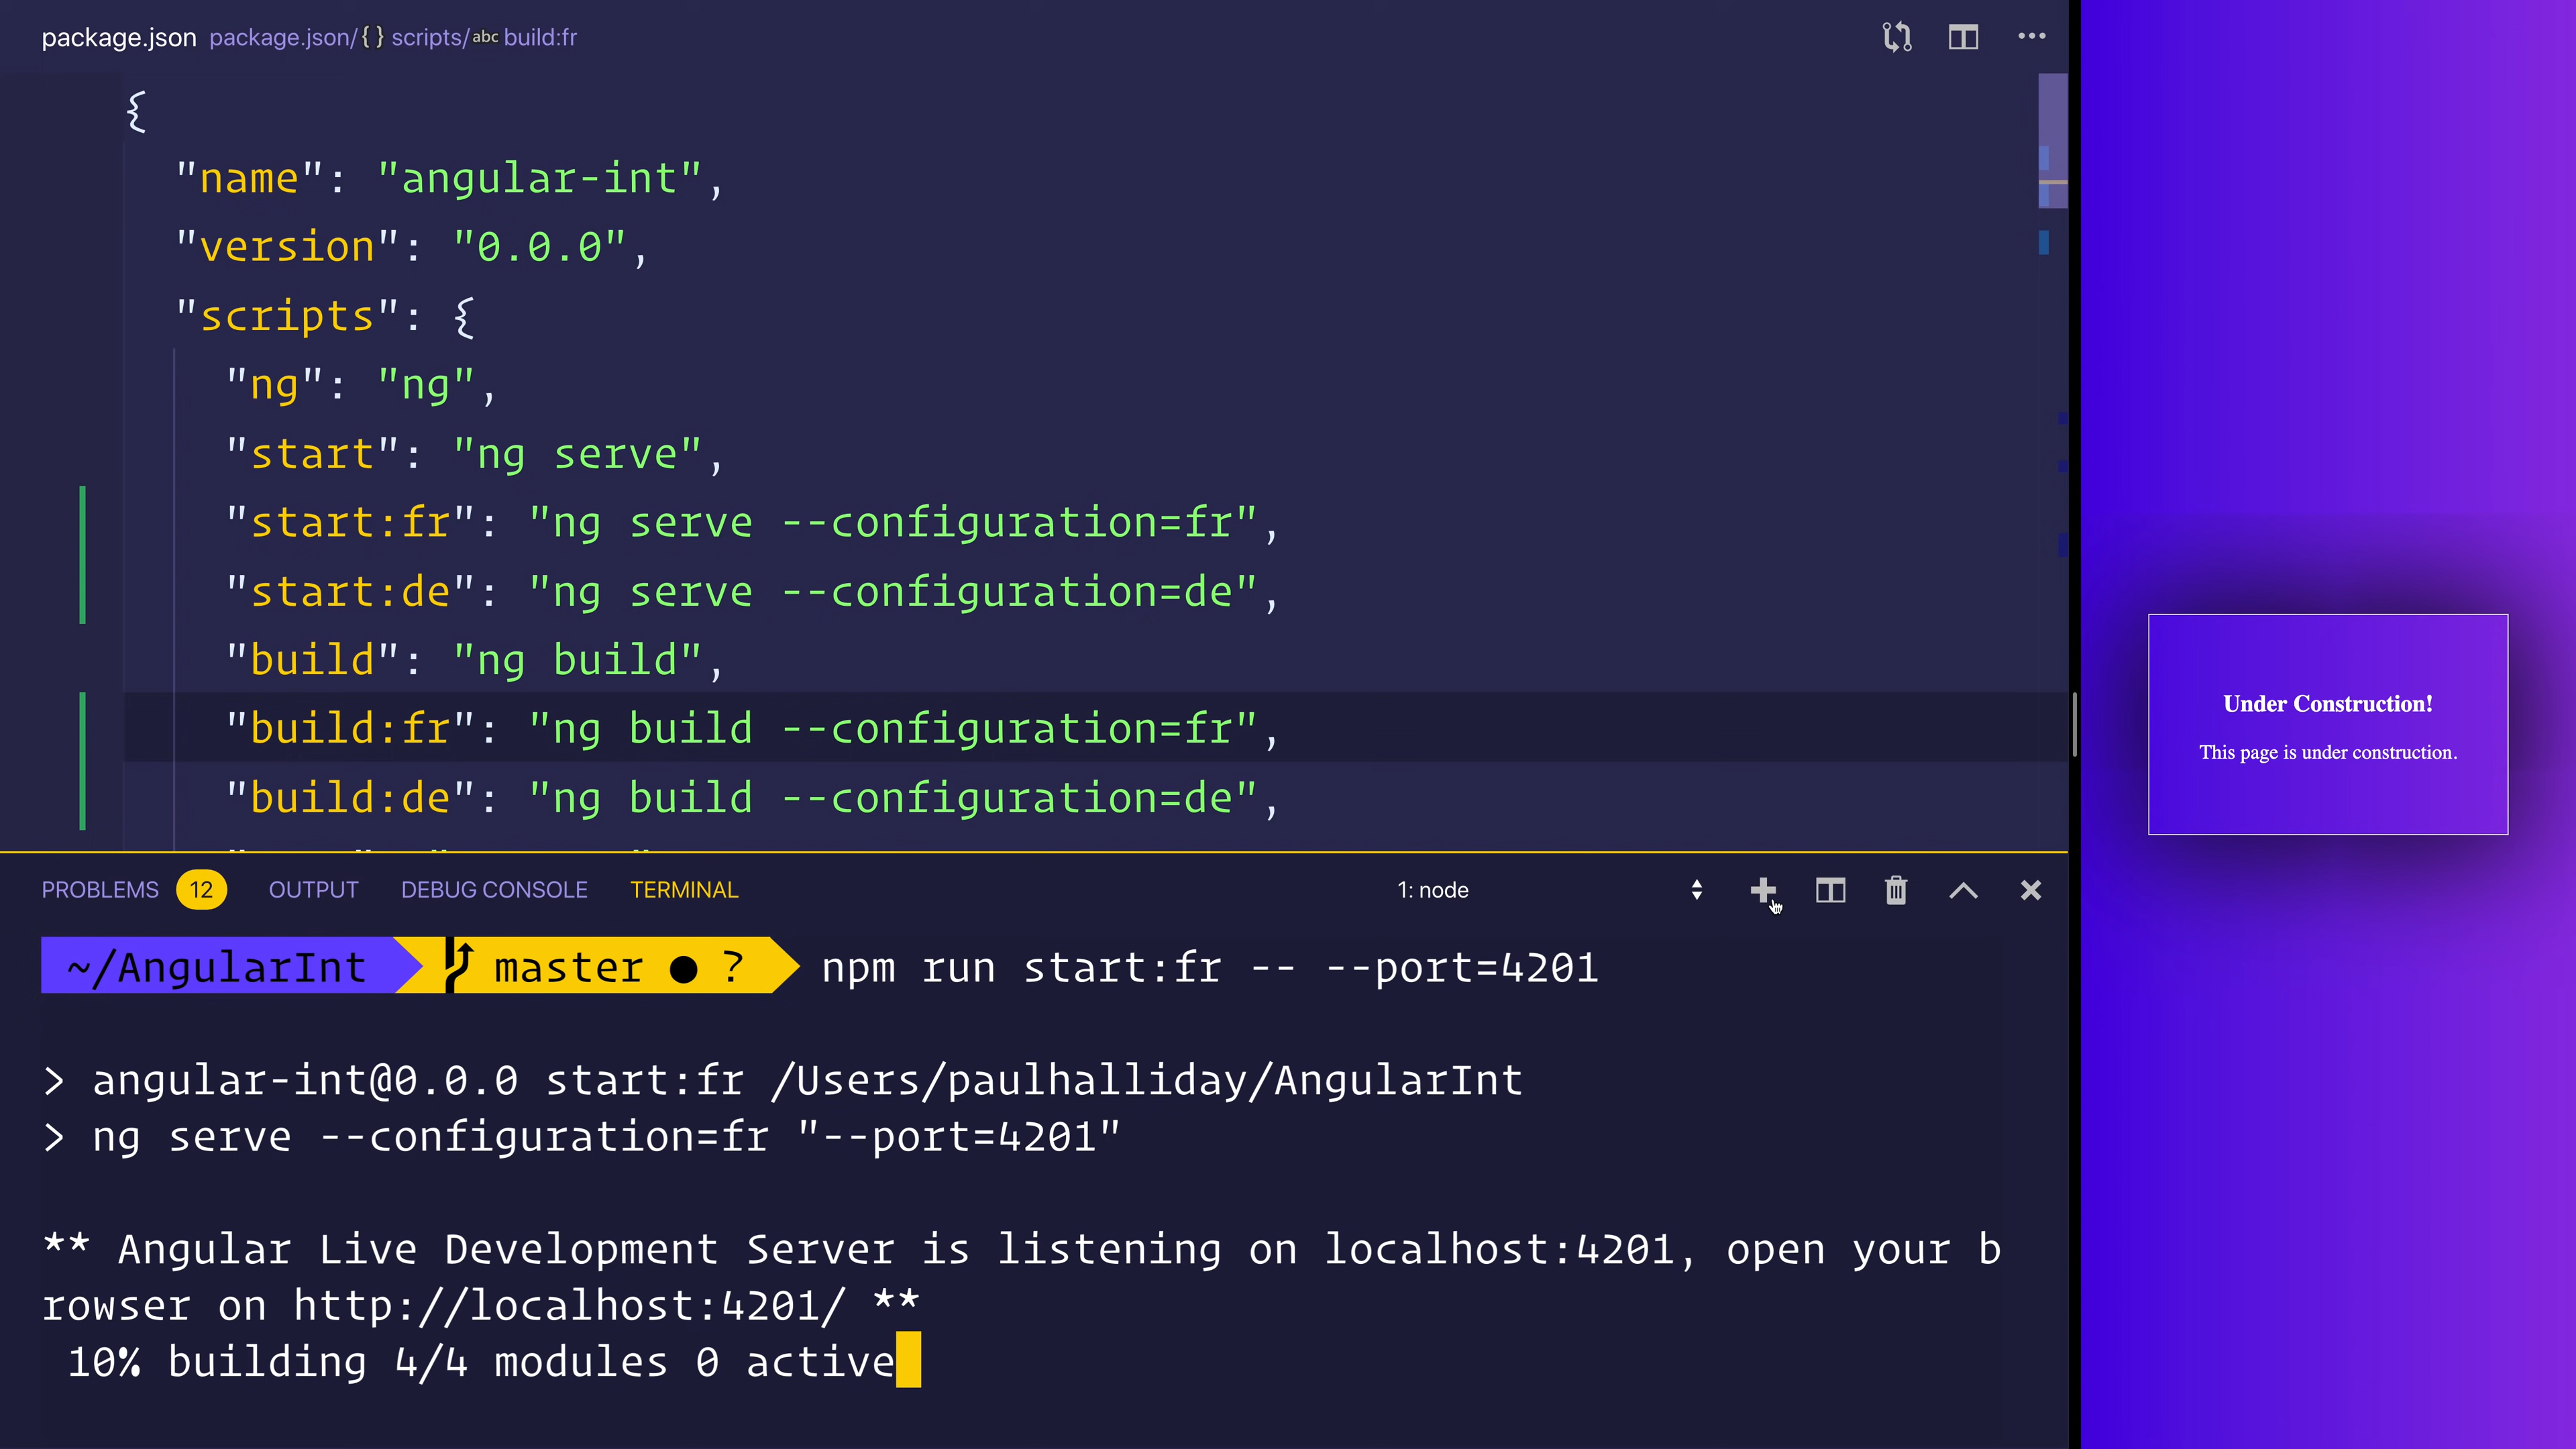 package.json package.json/{ } scripts/abc build:fr
{
"name": "angular-int",
"version": "0.0.0",
"scripts": {
"ng": "ng",
"start": "ng serve",
"start:fr": "ng serve --configuration=fr",
"start:de": "ng serve --configuration=de",
"build": "ng build",
"build:fr": "ng build --configuration=fr",
"build:de": "ng build --configuration=de",
PROBLEMS 12 OUTPUT DEBUG CONSOLE TERMINAL 1: node
~/AngularInt master ● ? npm run start:fr -- --port=4201
> angular-int@0.0.0 start:fr /Users/paulhalliday/AngularInt
> ng serve --configuration=fr "--port=4201"
** Angular Live Development Server is listening on localhost:4201, open your b
rowser on http://localhost:4201/ **
10% building 4/4 modules 0 active
Under Construction!
This page is under construction.